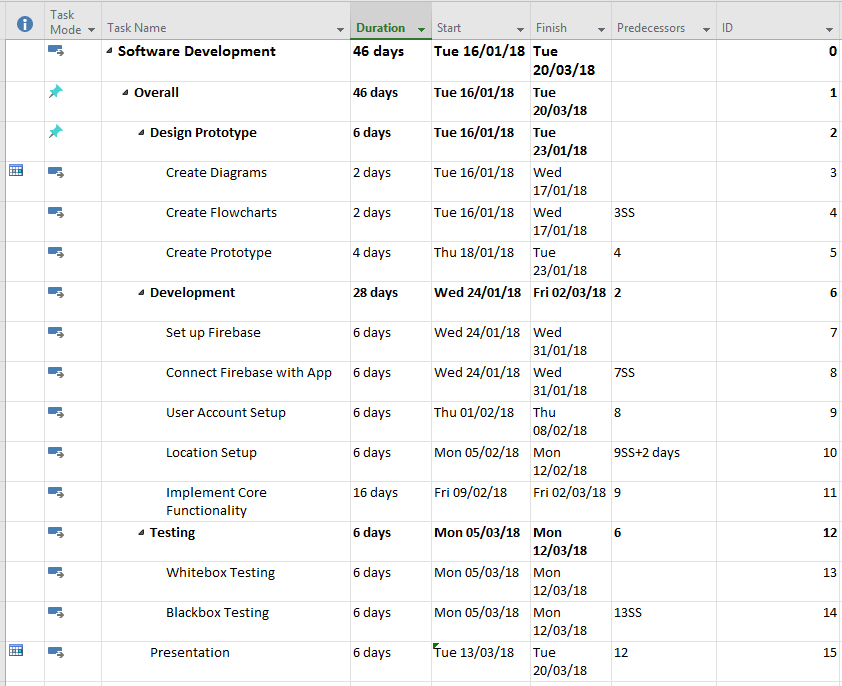 Task Mode Task Name Duration Start Finish Predecessors ID
Software Development 46 days Tue 16/01/18 Tue 20/03/18 0
Overall 46 days Tue 16/01/18 Tue 20/03/18 1
Design Prototype 6 days Tue 16/01/18 Tue 23/01/18 2
Create Diagrams 2 days Tue 16/01/18 Wed 17/01/18 3
Create Flowcharts 2 days Tue 16/01/18 Wed 17/01/18 3SS 4
Create Prototype 4 days Thu 18/01/18 Tue 23/01/18 4 5
Development 28 days Wed 24/01/18 Fri 02/03/18 2 6
Set up Firebase 6 days Wed 24/01/18 Wed 31/01/18 7
Connect Firebase with App 6 days Wed 24/01/18 Wed 31/01/18 7SS 8
User Account Setup 6 days Thu 01/02/18 Thu 08/02/18 8 9
Location Setup 6 days Mon 05/02/18 Mon 12/02/18 9SS+2 days 10
Implement Core Functionality 16 days Fri 09/02/18 Fri 02/03/18 9 11
Testing 6 days Mon 05/03/18 Mon 12/03/18 6 12
Whitebox Testing 6 days Mon 05/03/18 Mon 12/03/18 13
Blackbox Testing 6 days Mon 05/03/18 Mon 12/03/18 13SS 14
Presentation 6 days Tue 13/03/18 Tue 20/03/18 12 15